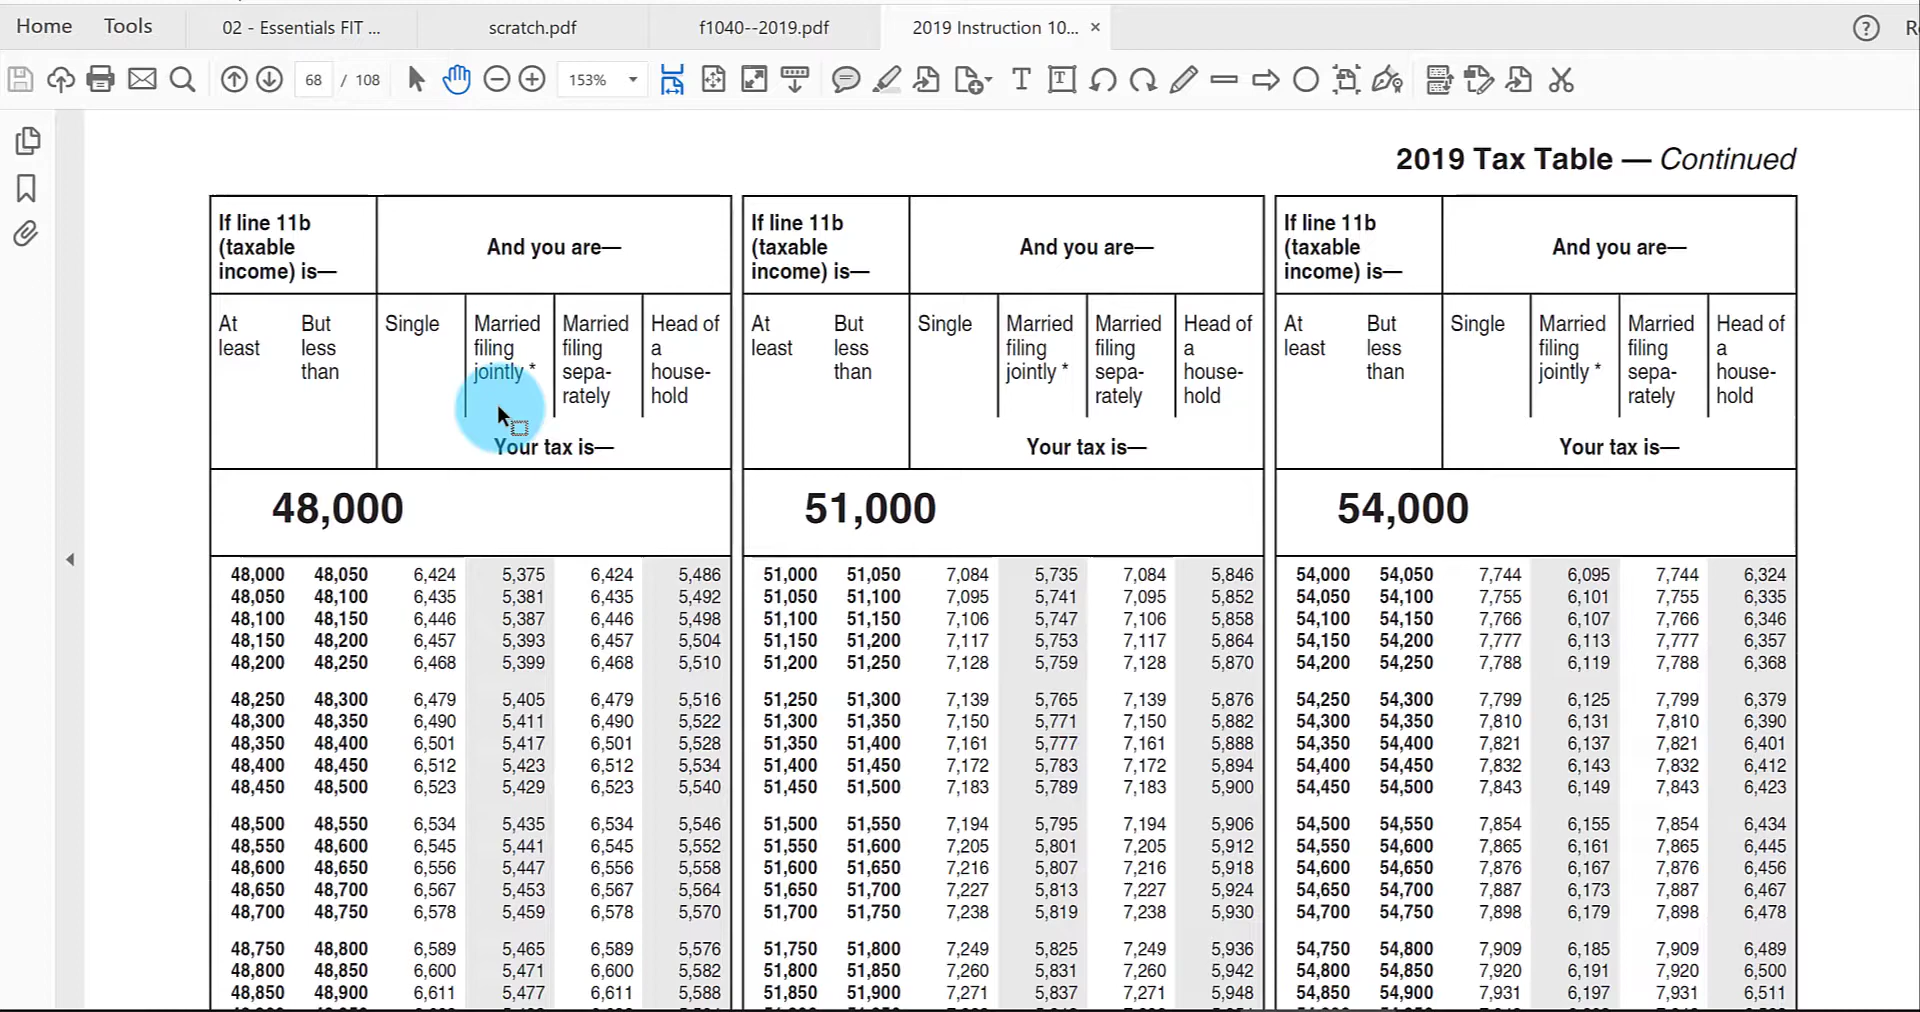 Home Tools 02 - Essentials FIT ... scratch.pdf f1040--2019.pdf 2019 Instruction 10... ×
68 / 108 153%
2019 Tax Table — Continued
If line 11b
(taxable
income) is—
And you are—
At
least
But
less
than
Single
Married
filing
jointly *
Married
filing
sepa-
rately
Head of
a
house-
hold
Your tax is—
48,000
48,000 48,050 6,424 5,375 6,424 5,486
48,050 48,100 6,435 5,381 6,435 5,492
48,100 48,150 6,446 5,387 6,446 5,498
48,150 48,200 6,457 5,393 6,457 5,504
48,200 48,250 6,468 5,399 6,468 5,510
48,250 48,300 6,479 5,405 6,479 5,516
48,300 48,350 6,490 5,411 6,490 5,522
48,350 48,400 6,501 5,417 6,501 5,528
48,400 48,450 6,512 5,423 6,512 5,534
48,450 48,500 6,523 5,429 6,523 5,540
48,500 48,550 6,534 5,435 6,534 5,546
48,550 48,600 6,545 5,441 6,545 5,552
48,600 48,650 6,556 5,447 6,556 5,558
48,650 48,700 6,567 5,453 6,567 5,564
48,700 48,750 6,578 5,459 6,578 5,570
48,750 48,800 6,589 5,465 6,589 5,576
48,800 48,850 6,600 5,471 6,600 5,582
48,850 48,900 6,611 5,477 6,611 5,588
If line 11b
(taxable
income) is—
And you are—
At
least
But
less
than
Single
Married
filing
jointly *
Married
filing
sepa-
rately
Head of
a
house-
hold
Your tax is—
51,000
51,000 51,050 7,084 5,735 7,084 5,846
51,050 51,100 7,095 5,741 7,095 5,852
51,100 51,150 7,106 5,747 7,106 5,858
51,150 51,200 7,117 5,753 7,117 5,864
51,200 51,250 7,128 5,759 7,128 5,870
51,250 51,300 7,139 5,765 7,139 5,876
51,300 51,350 7,150 5,771 7,150 5,882
51,350 51,400 7,161 5,777 7,161 5,888
51,400 51,450 7,172 5,783 7,172 5,894
51,450 51,500 7,183 5,789 7,183 5,900
51,500 51,550 7,194 5,795 7,194 5,906
51,550 51,600 7,205 5,801 7,205 5,912
51,600 51,650 7,216 5,807 7,216 5,918
51,650 51,700 7,227 5,813 7,227 5,924
51,700 51,750 7,238 5,819 7,238 5,930
51,750 51,800 7,249 5,825 7,249 5,936
51,800 51,850 7,260 5,831 7,260 5,942
51,850 51,900 7,271 5,837 7,271 5,948
If line 11b
(taxable
income) is—
And you are—
At
least
But
less
than
Single
Married
filing
jointly *
Married
filing
sepa-
rately
Head of
a
house-
hold
Your tax is—
54,000
54,000 54,050 7,744 6,095 7,744 6,324
54,050 54,100 7,755 6,101 7,755 6,335
54,100 54,150 7,766 6,107 7,766 6,346
54,150 54,200 7,777 6,113 7,777 6,357
54,200 54,250 7,788 6,119 7,788 6,368
54,250 54,300 7,799 6,125 7,799 6,379
54,300 54,350 7,810 6,131 7,810 6,390
54,350 54,400 7,821 6,137 7,821 6,401
54,400 54,450 7,832 6,143 7,832 6,412
54,450 54,500 7,843 6,149 7,843 6,423
54,500 54,550 7,854 6,155 7,854 6,434
54,550 54,600 7,865 6,161 7,865 6,445
54,600 54,650 7,876 6,167 7,876 6,456
54,650 54,700 7,887 6,173 7,887 6,467
54,700 54,750 7,898 6,179 7,898 6,478
54,750 54,800 7,909 6,185 7,909 6,489
54,800 54,850 7,920 6,191 7,920 6,500
54,850 54,900 7,931 6,197 7,931 6,511